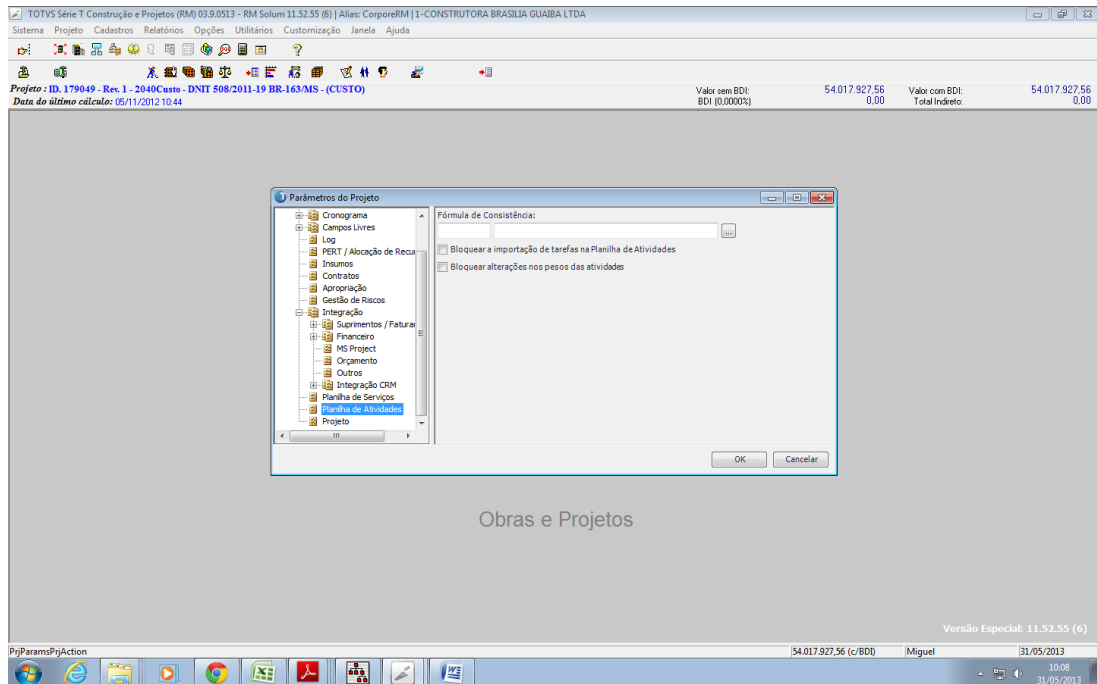 TOTVS Série T Construção e Projetos (RM) 03.9.0513 - RM Solum 11.52.55 (6) | Alias: CorporeRM | 1-CONSTRUTORA BRASILIA GUAIBA LTDA
Sistema Projeto Cadastros Relatórios Opções Utilitários Customização Janela Ajuda
Projeto : ID. 179049 - Rev. 1 - 2040Custo - DNIT 508/2011-19 BR-163/MS - (CUSTO)
Valor sem BDI: 54.017.927,56 Valor com BDI: 54.017.927,56
Data do último cálculo: 05/11/2012 10:44
BDI (0,0000%) 0,00 Total Indireto: 0,00
Parâmetros do Projeto
Cronograma
Campos Livres
Log
PERT / Alocação de Recur
Insumos
Contratos
Apropriação
Gestão de Riscos
Integração
Suprimentos / Fatura
Financeiro
MS Project
Orçamento
Outros
Integração CRM
Planilha de Serviços
Planilha de Atividades
Projeto
Fórmula de Consistência:
...
Bloquear a importação de tarefas na Planilha de Atividades
Bloquear alterações nos pesos das atividades
OK Cancelar
Obras e Projetos
Versão Especial: 11.52.55 (6)
PrjParamsPrjAction 54.017.927,56 (c/BDI) Miguel 31/05/2013
10:08
31/05/2013